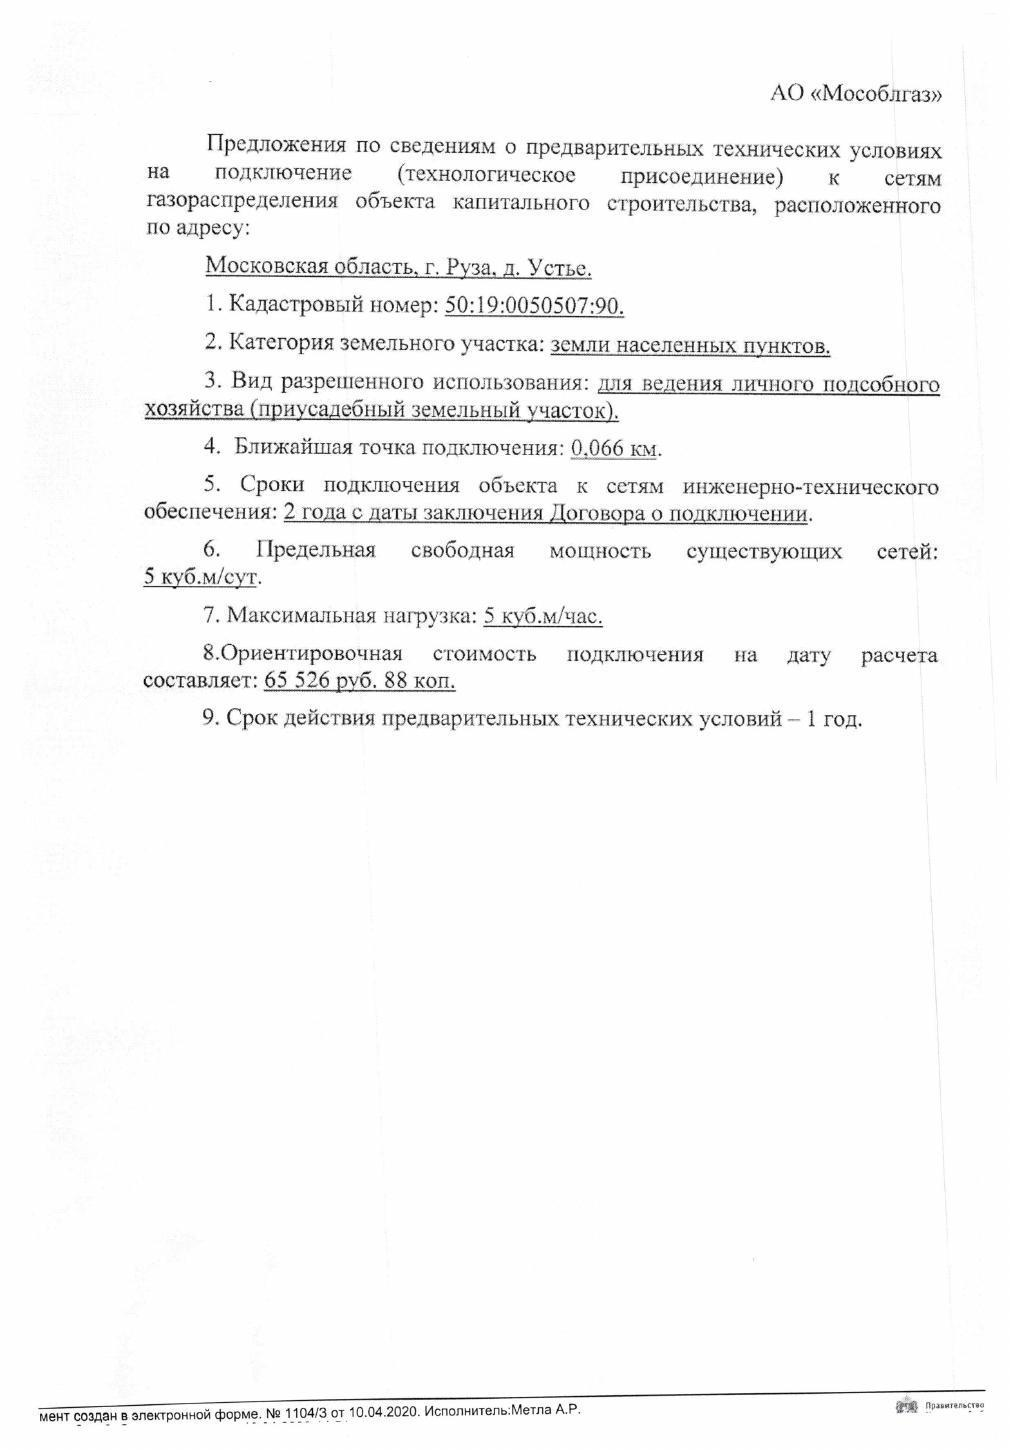 АО «Мособлгаз»
Предложения по сведениям о предварительных технических условиях
на подключение (технологическое присоединение) к сетям
газораспределения объекта капитального строительства, расположенного
по адресу:
Московская область, г. Руза, д. Устье.
1. Кадастровый номер: 50:19:0050507:90.
2. Категория земельного участка: земли населенных пунктов.
3. Вид разрешенного использования: для ведения личного подсобного
хозяйства (приусадебный земельный участок).
4. Ближайшая точка подключения: 0,066 км.
5. Сроки подключения объекта к сетям инженерно-технического
обеспечения: 2 года с даты заключения Договора о подключении.
6. Предельная свободная мощность существующих сетей:
5 куб.м/сут.
7. Максимальная нагрузка: 5 куб.м/час.
8.Ориентировочная стоимость подключения на дату расчета
составляет: 65 526 руб. 88 коп.
9. Срок действия предварительных технических условий – 1 год.
мент создан в электронной форме. № 1104/3 от 10.04.2020. Исполнитель:Метла А.Р.
Правительство